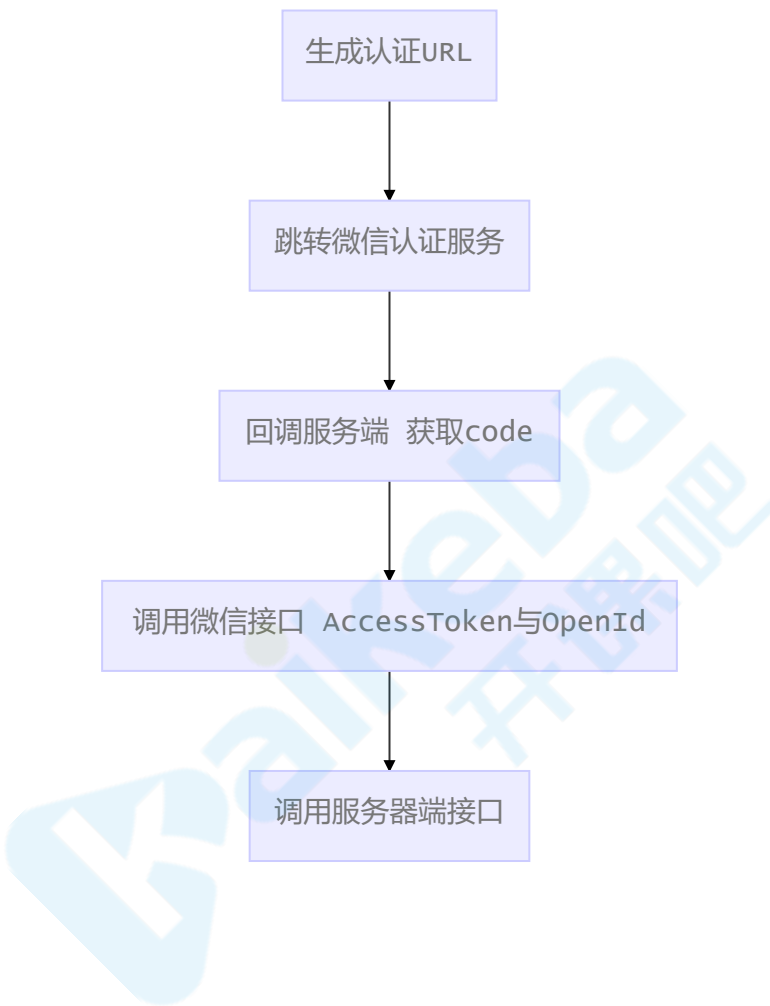 生成认证URL
跳转微信认证服务
回调服务端 获取code
调用微信接口 AccessToken与OpenId
调用服务器端接口
kaikeba
开课吧